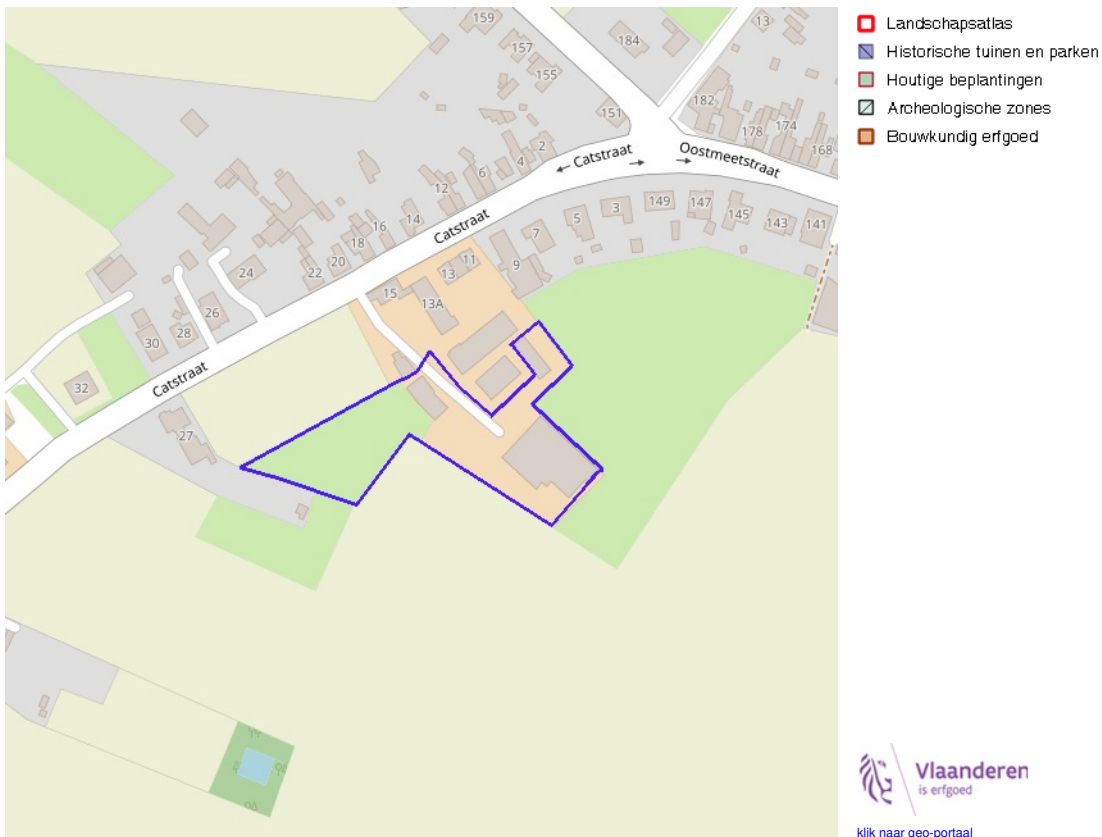 159
13
157
184
155
182
151
178
174
168
2
4
← Catstraat → →
Oostmeetstraat
6
12
14
16
18
20
22
24
26
28
30
32
Catstraat
3
149
147
145
143
141
5
7
9
11
13
13A
15
Catstraat
27
Landschapsatlas
Historische tuinen en parken
Houtige beplantingen
Archeologische zones
Bouwkundig erfgoed
Vlaanderen
is erfgoed
klik naar geo-portaal